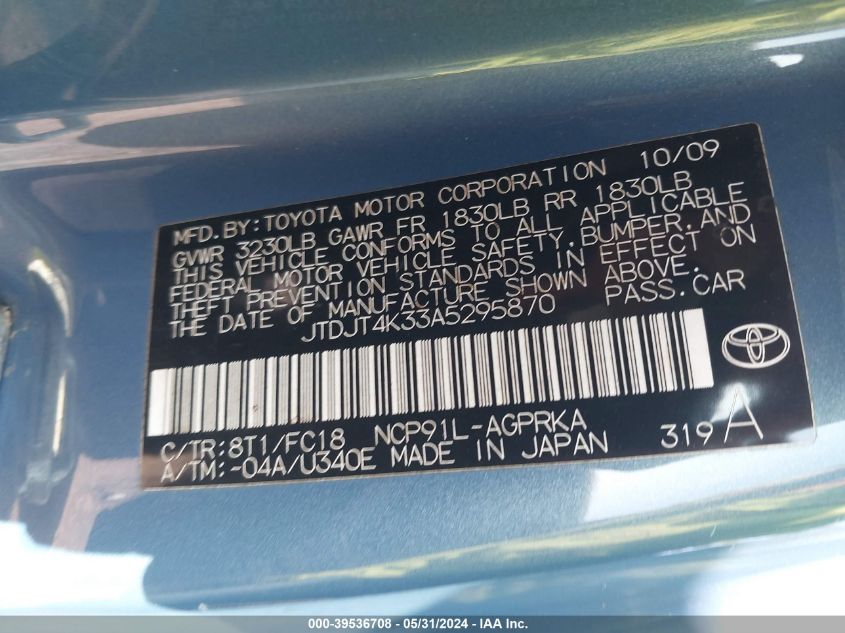 MFD. BY: TOYOTA MOTOR CORPORATION 10/09
GVWR 3230LB GAWR FR 1830LB RR 1830LB
THIS VEHICLE CONFORMS TO ALL APPLICABLE
FEDERAL MOTOR VEHICLE SAFETY, BUMPER, AND
THEFT PREVENTION STANDARDS IN EFFECT ON
THE DATE OF MANUFACTURE SHOWN ABOVE.
JTDJT4K33A5295870 PASS. CAR
C/TR: 8T1/FC18 NCP91L-AGPRKA
A/TM: -04A/U340E MADE IN JAPAN 319 A
000-39536708 - 05/31/2024 - IAA Inc.